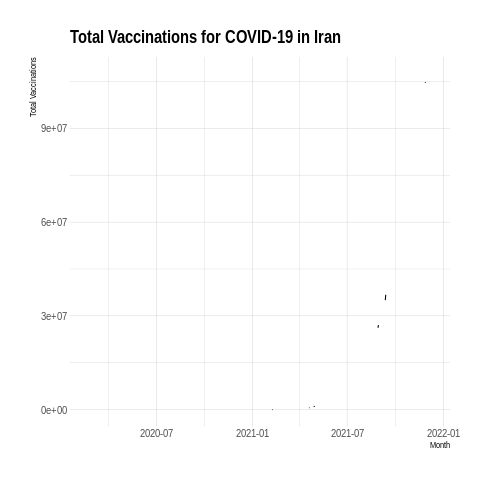 Total Vaccinations for COVID-19 in Iran
Total Vaccinations
9e+07
6e+07
3e+07
0e+00
2020-07
2021-01
2021-07
2022-01
Month